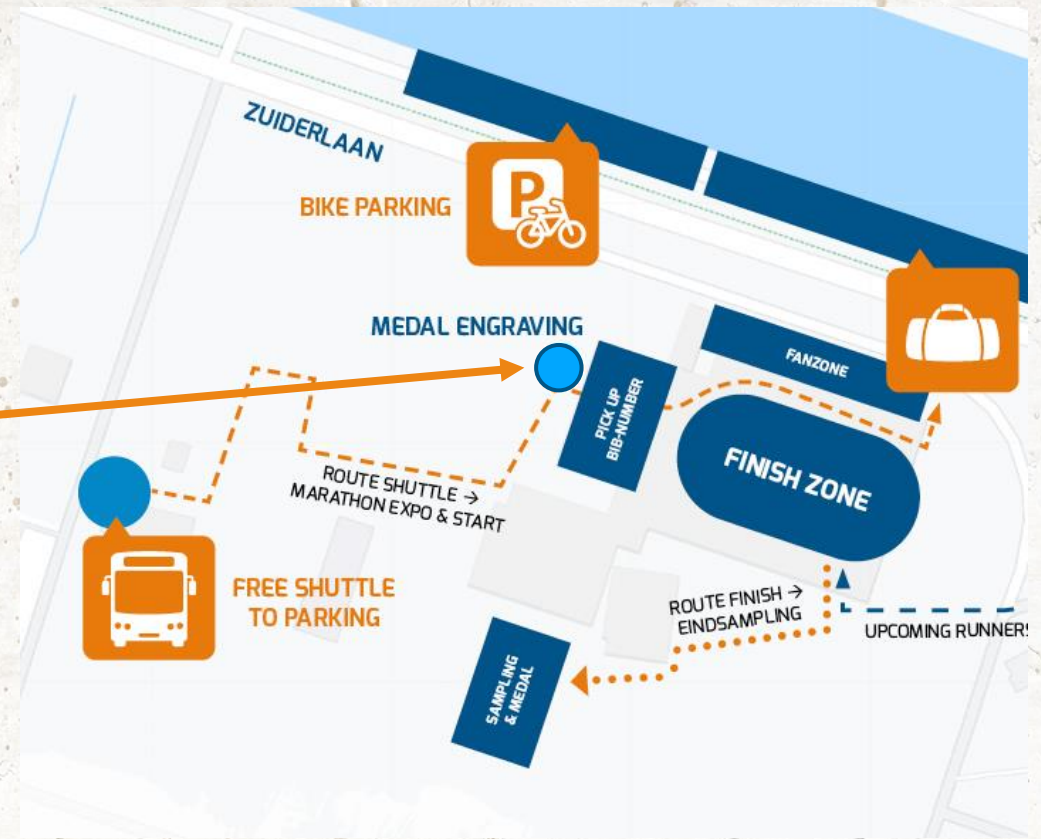 ZUIDERLAAN
BIKE PARKING
P
MEDAL ENGRAVING
FANZONE
PICK UP
BIB-NUMBER
FINISH ZONE
ROUTE SHUTTLE →
MARATHON EXPO & START
FREE SHUTTLE
TO PARKING
ROUTE FINISH →
EINDSAMPLING
UPCOMING RUNNERS
SAMPLING
& MEDAL